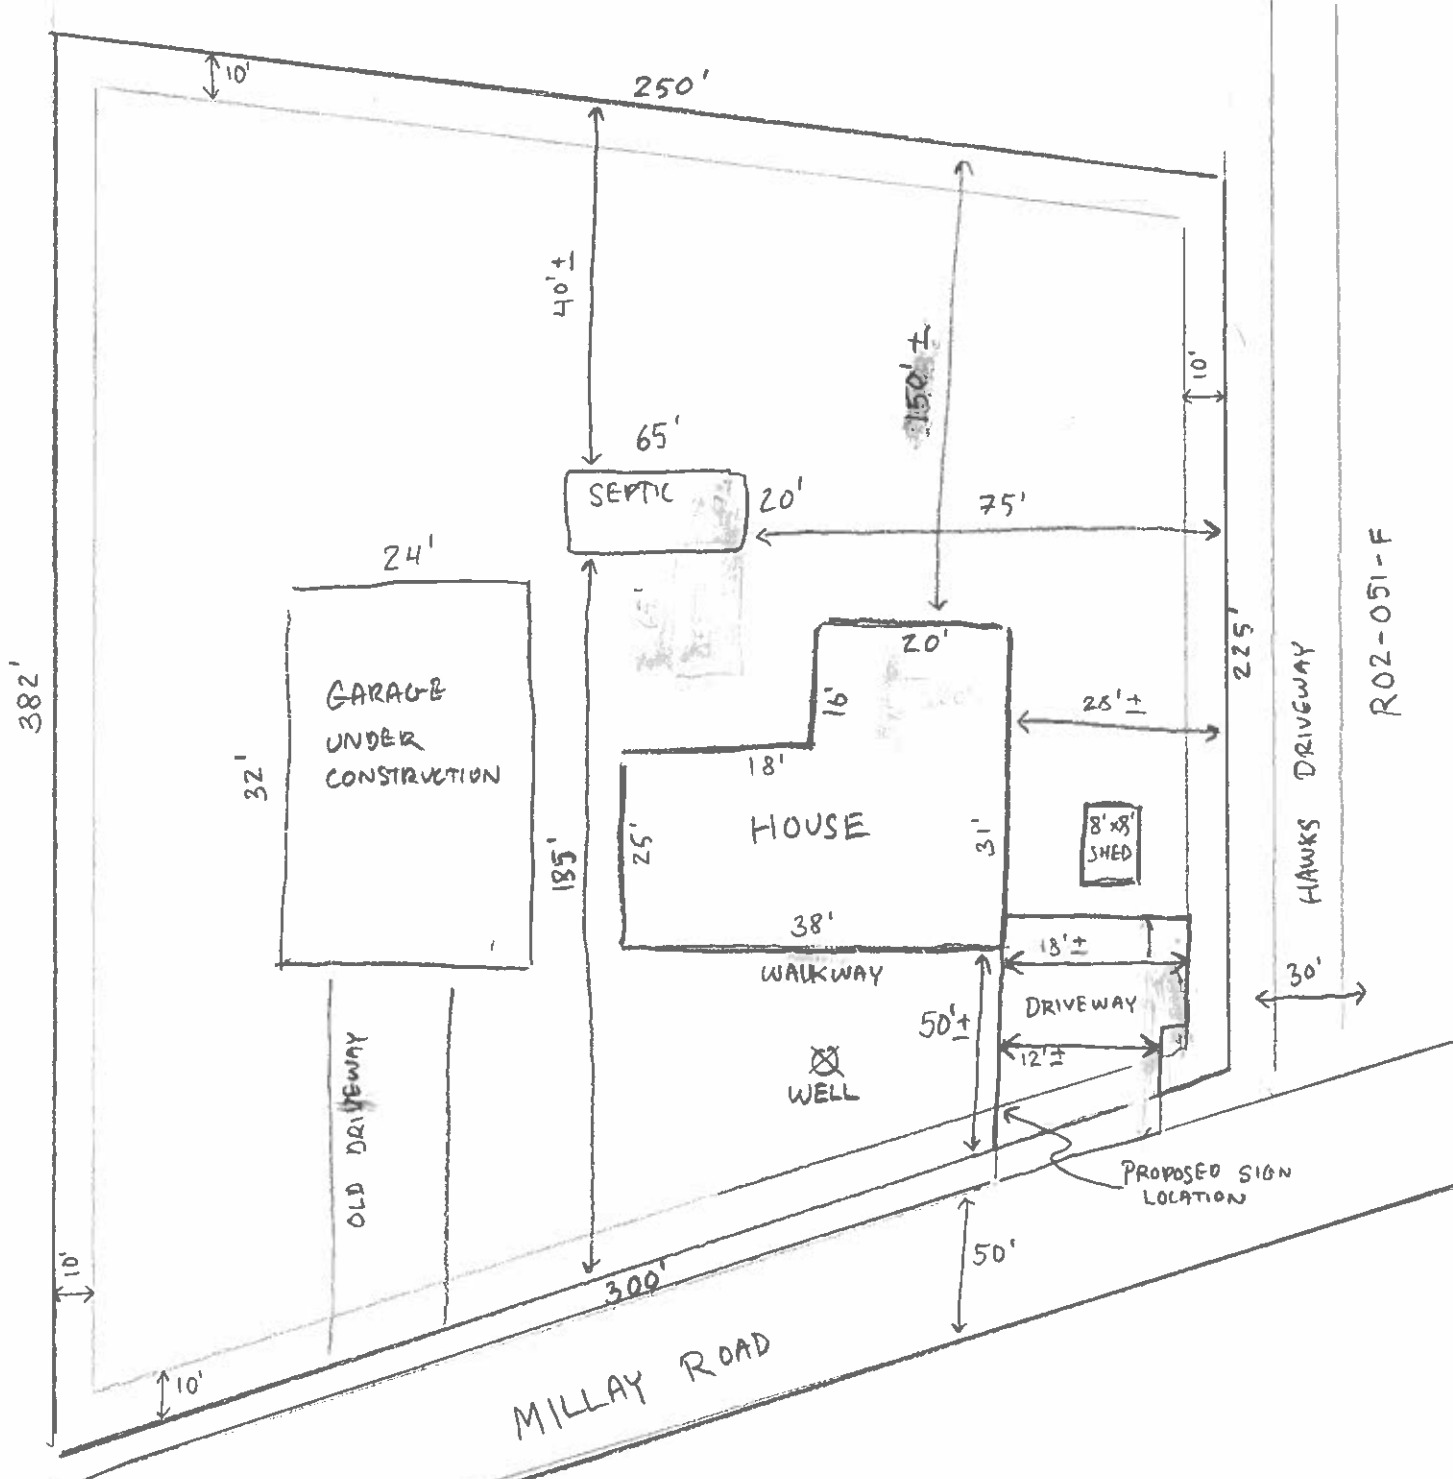 10'
250'
40'±
150'±
10'
65'
SEPTIC
20'
75'
24'
382'
GARAGE
UNDER
CONSTRUCTION
32'
185'
20'
16'
18'
HOUSE
25'
31'
38'
WALKWAY
28'±
225'
8'x8'
SHED
HAWKS DRIVEWAY
R02-051-F
30'
18'±
DRIVEWAY
12'±
50'±
WELL
OLD DRIVEWAY
PROPOSED SIGN
LOCATION
10'
10'
300'
50'
MILLAY ROAD